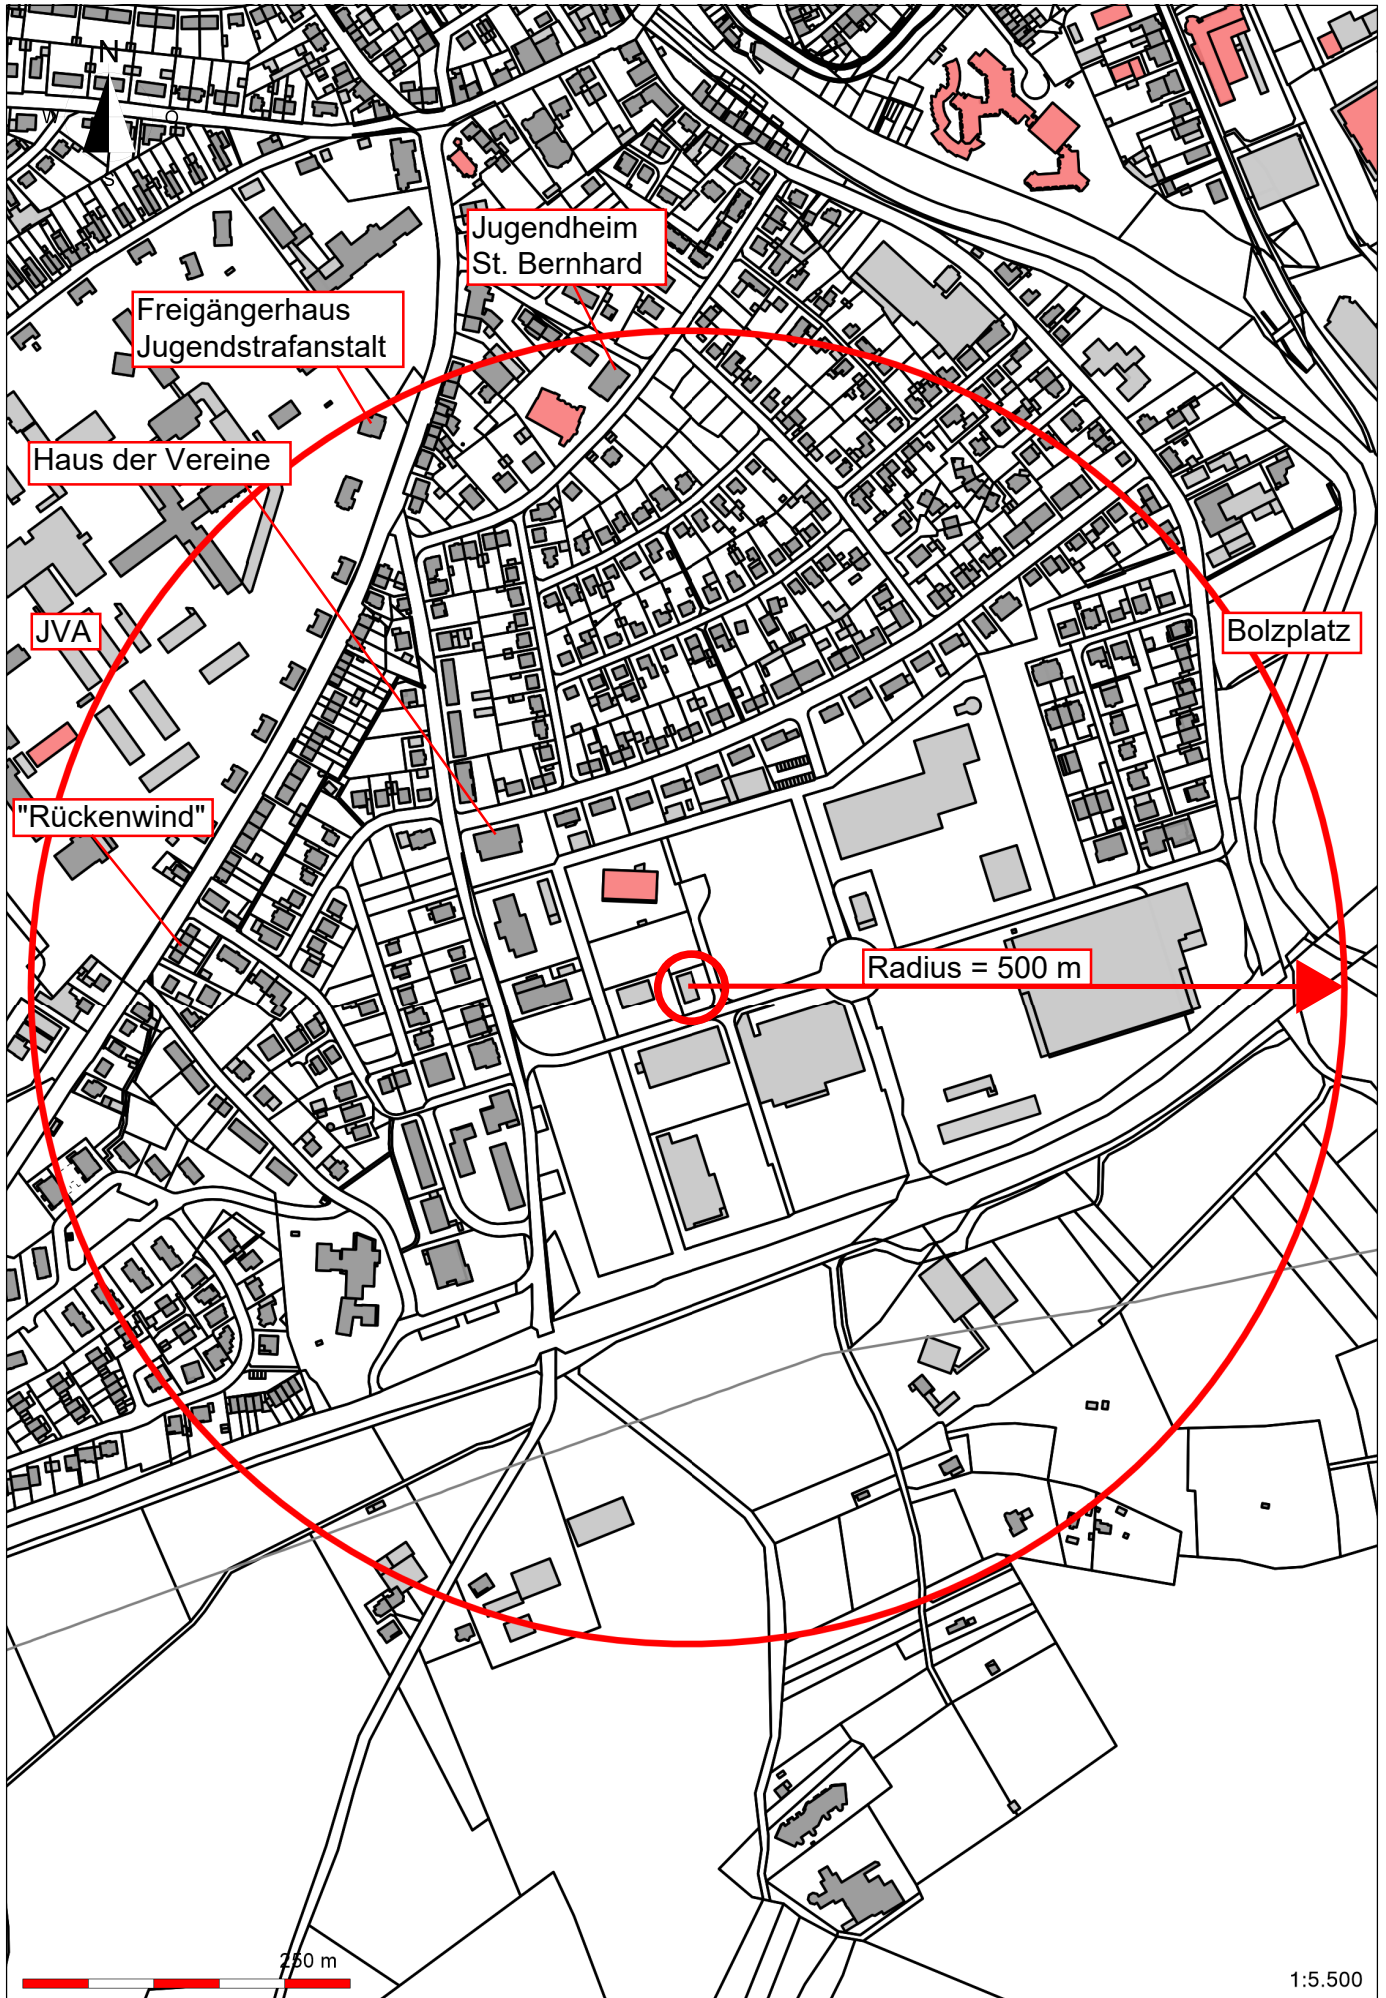 N
W
O
S
Jugendheim
St. Bernhard
Freigängerhaus
Jugendstrafanstalt
Haus der Vereine
JVA
Bolzplatz
"Rückenwind"
Radius = 500 m
250 m
1:5.500